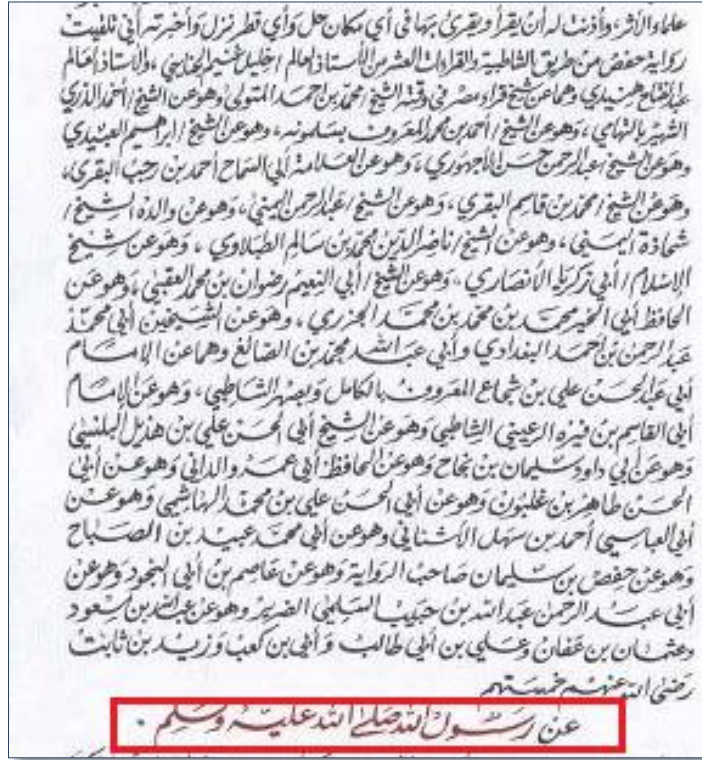 علماء الأثر، وأذنت له أن يقرأ ويقرئ بها في أي مكان حل وأي قطر نزل وأخبرته أني تلقيت
رواية حفص من طريق الشاطبية والقراءات العشر من الأستاذ العالم الجليل غنيم الجنايني، والأستاذ العالم
عبد الفتاح هنيدي وهما عن شيخ قراء مصر في وقته الشيخ / محمد بن احمد المتولى وهو عن الشيخ / أحمد الدري
الشهير بالتهامي، وهو عن الشيخ / أحمد بن محمد المعروف بسلمونه، وهو عن الشيخ / ابراهيم العبيدي
وهو عن الشيخ / عبد الرحمن حسن الأجهوري، وهو عن العلامة أبي السماح أحمد بن رجب البقري،
وهو عن الشيخ / محمد بن قاسم البقري، وهو عن الشيخ / عبد الرحمن اليمني، وهو عن والده الشيخ /
شحاذة اليمني، وهو عن الشيخ / ناصر الدين محمد بن سالم الطبلاوي، وهو عن شيخ
الإسلام / أبي زكريا الأنصاري، وهو عن الشيخ / أبي النعيم رضوان بن محمد العقبي، وهو عن
الحافظ أبي الخير محمد بن محمد بن محمد الجزري، وهو عن الشيخين أبي محمد
عبد الرحمن بن أحمد البغدادي وأبي عبد الله محمد بن الصائغ وهما عن الإمام
أبي عبد الحسن علي بن شجاع المعروف بالكامل وبصهر الشاطبي، وهو عن الإمام
أبي القاسم بن فيره الرعيني الشاطبي وهو عن الشيخ أبي الحسن علي بن هذيل البلنسي
وهو عن أبي داود سليمان بن نجاح وهو عن الحافظ أبي عمرو الداني وهو عن أبي
الحسن طاهر بن غلبون وهو عن أبي الحسن علي بن محمد الهاشمي وهو عن
أبي العباسي أحمد بن سهل الأشناني وهو عن أبي محمد عبيد بن الصباح
وهو عن حفص بن سليمان صاحب الرواية وهو عن عاصم بن أبي النجود وهو عن
أبي عبد الرحمن عبد الله بن حبيب السلمي الضرير وهو عن عبد الله بن مسعود
وعثمان بن عفان وعلي بن أبي طالب وأبي بن كعب وزيد بن ثابت
رضي الله عنهم خمستهم
عن رسول الله صلى الله عليه وسلم.